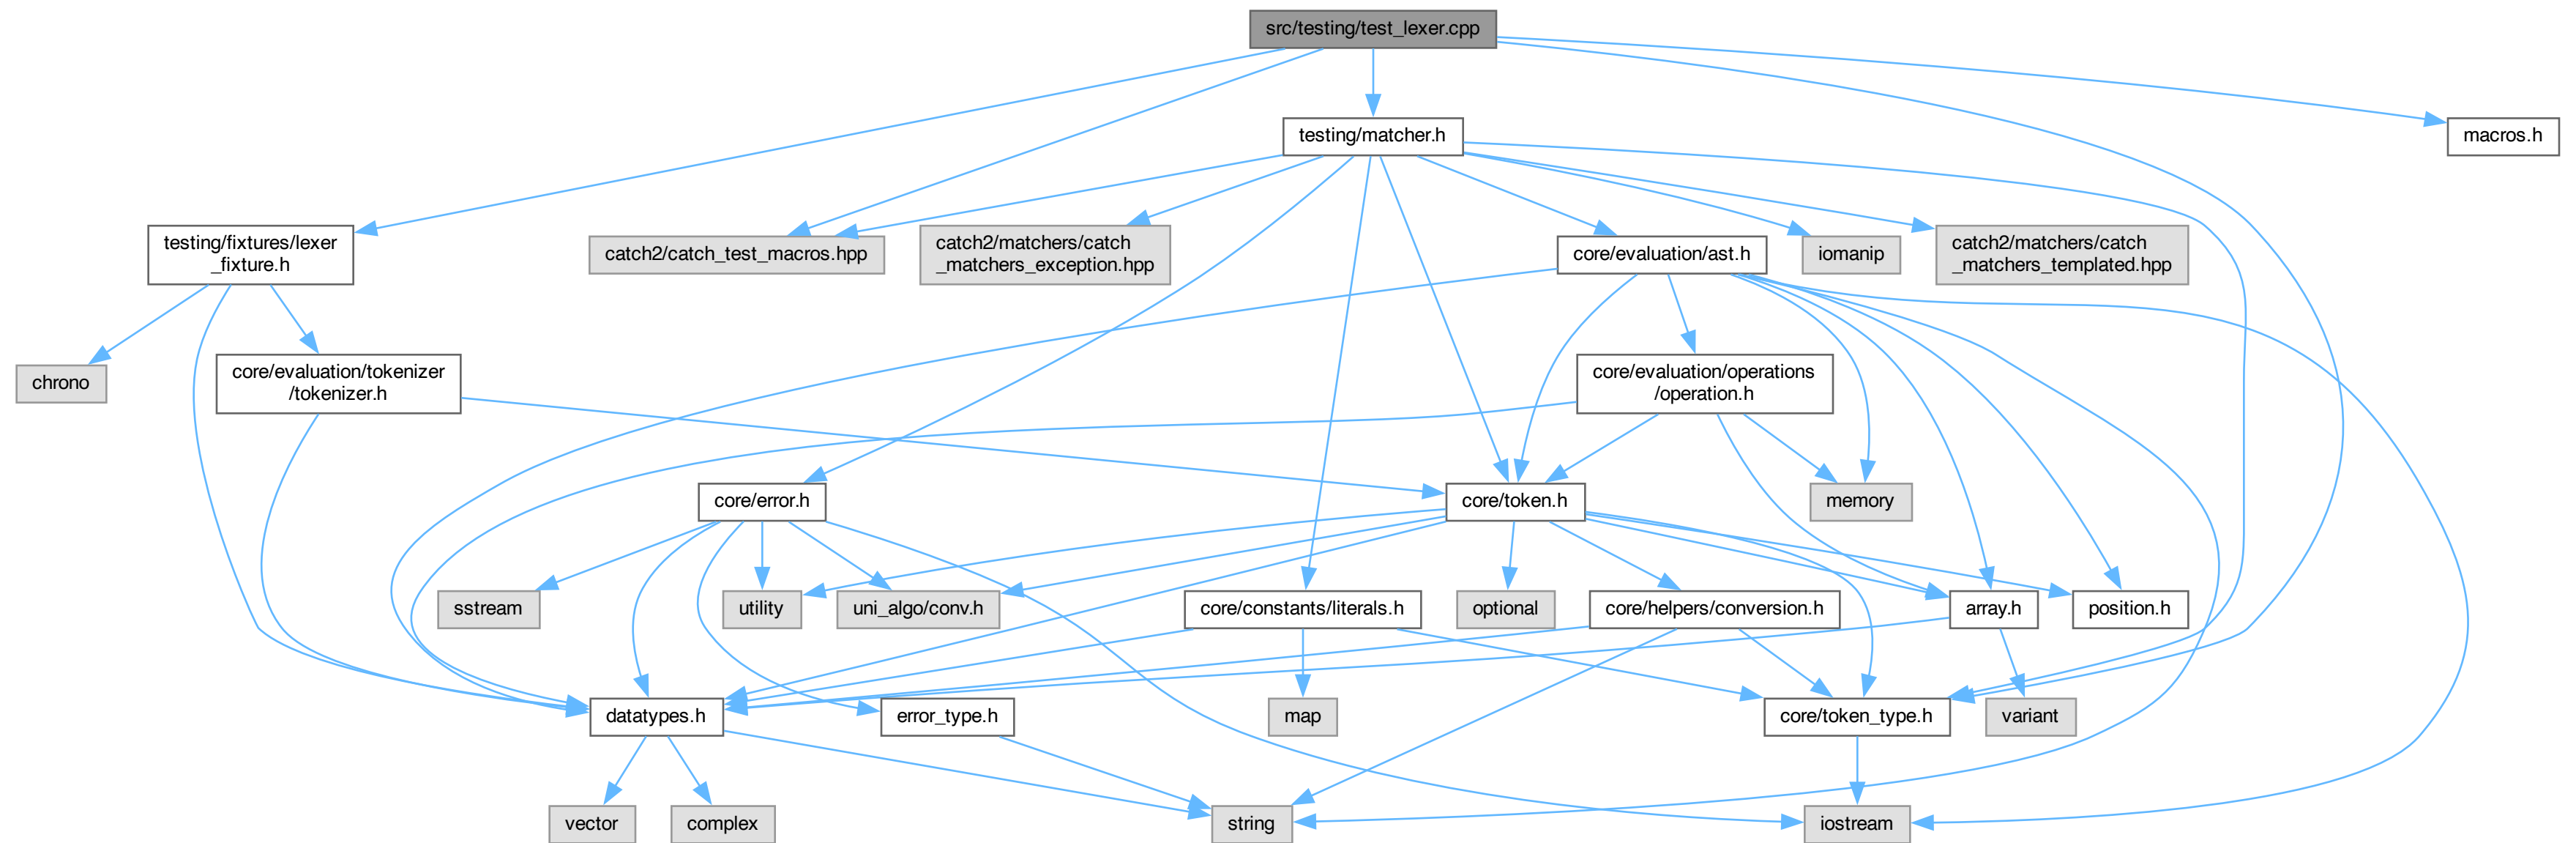 src/testing/test_lexer.cpp
testing/matcher.h
macros.h
testing/fixtures/lexer
_fixture.h
catch2/catch_test_macros.hpp
catch2/matchers/catch
_matchers_exception.hpp
core/evaluation/ast.h
iomanip
catch2/matchers/catch
_matchers_templated.hpp
chrono
core/evaluation/tokenizer
/tokenizer.h
core/evaluation/operations
/operation.h
core/error.h
core/token.h
memory
sstream
utility
uni_algo/conv.h
core/constants/literals.h
optional
core/helpers/conversion.h
array.h
position.h
datatypes.h
error_type.h
map
core/token_type.h
variant
vector
complex
string
iostream